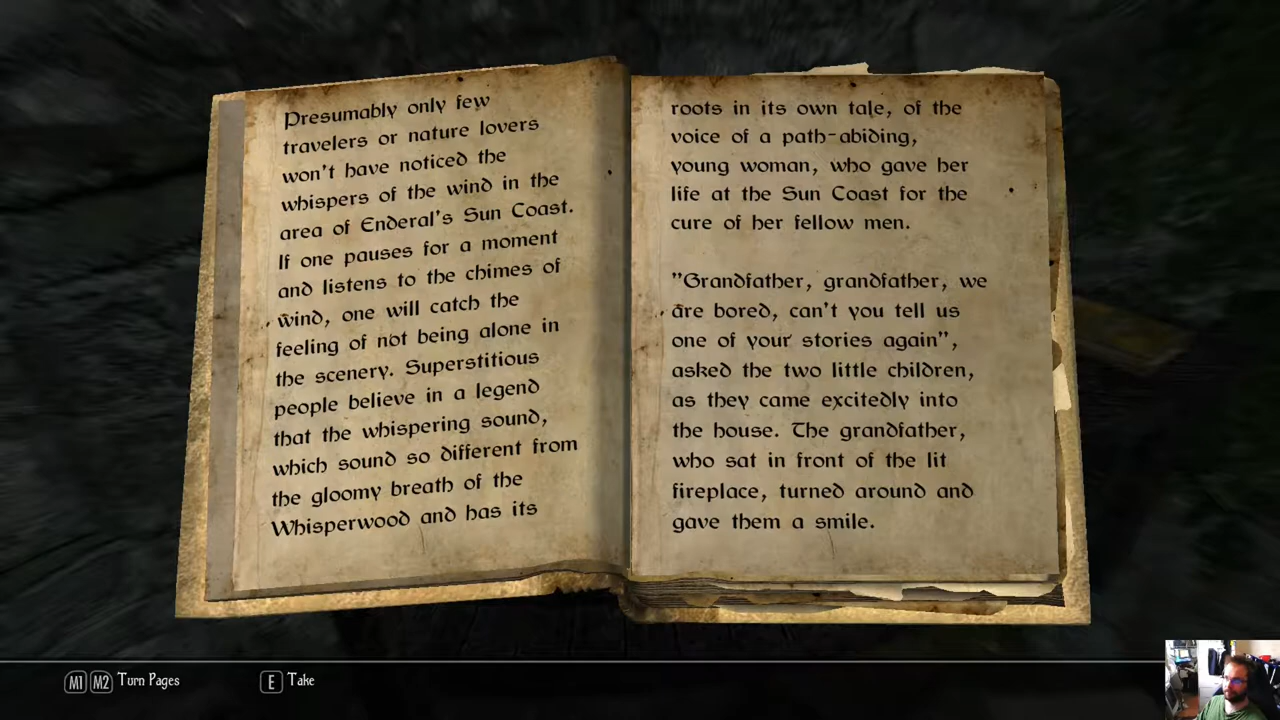 Presumably only few
travelers or nature lovers
won't have noticed the
whispers of the wind in the
area of Enderal's Sun Coast.
If one pauses for a moment
and listens to the chimes of
wind, one will catch the
feeling of not being alone in
the scenery. Superstitious
people believe in a legend
that the whispering sound,
which sound so different from
the gloomy breath of the
Whisperwood and has its
roots in its own tale, of the
voice of a path-abiding,
young woman, who gave her
life at the Sun Coast for the
cure of her fellow men.
"Grandfather, grandfather, we
are bored, can't you tell us
one of your stories again",
asked the two little children,
as they came excitedly into
the house. The grandfather,
who sat in front of the lit
fireplace, turned around and
gave them a smile.
M1 M2 Turn Pages
E Take